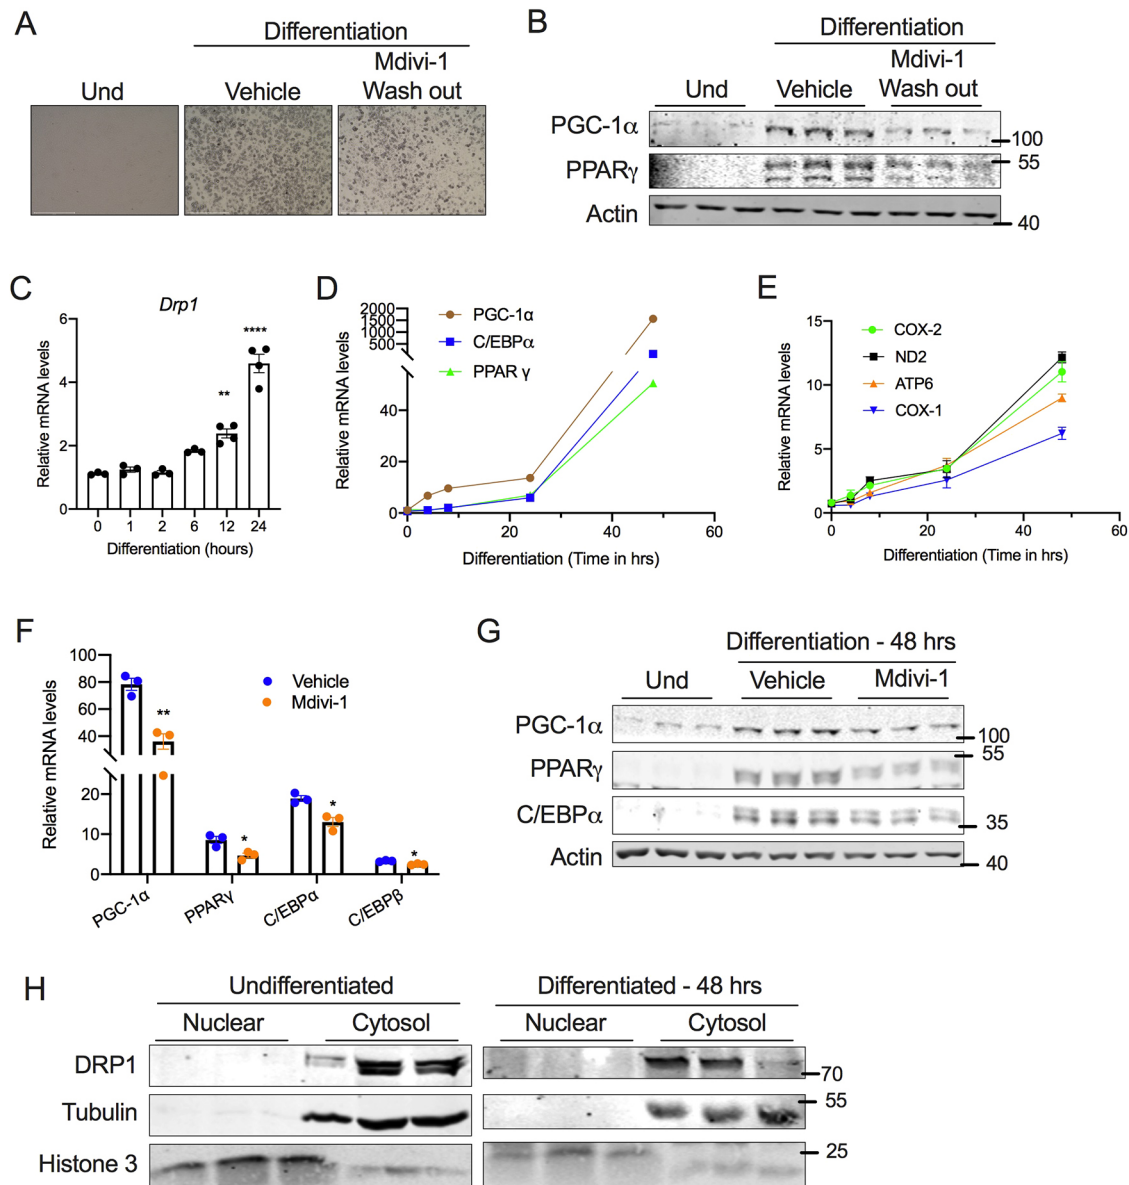 A
Differentiation
Und
Vehicle
Mdivi-1
Wash out
B
Differentiation
Und
Vehicle
Mdivi-1
Wash out
PGC-1α
100
PPARγ
55
Actin
40
C
Drp1
Relative mRNA levels
6
4
2
0
**
****
0 1 2 6 12 24
Differentiation (hours)
D
Relative mRNA levels
2000
1500
1000
500
40
20
0
PGC-1α
C/EBPα
PPAR γ
0 20 40 60
Differentiation (Time in hrs)
E
Relative mRNA levels
15
10
5
0
COX-2
ND2
ATP6
COX-1
0 20 40 60
Differentiation (Time in hrs)
F
Relative mRNA levels
100
80
60
40
20
10
0
Vehicle
Mdivi-1
**
*
*
*
PGC-1α
PPARγ
C/EBPα
C/EBPβ
G
Differentiation - 48 hrs
Und
Vehicle
Mdivi-1
PGC-1α
100
PPARγ
55
C/EBPα
35
Actin
40
H
Undifferentiated
Differentiated - 48 hrs
Nuclear
Cytosol
Nuclear
Cytosol
DRP1
70
Tubulin
55
Histone 3
25